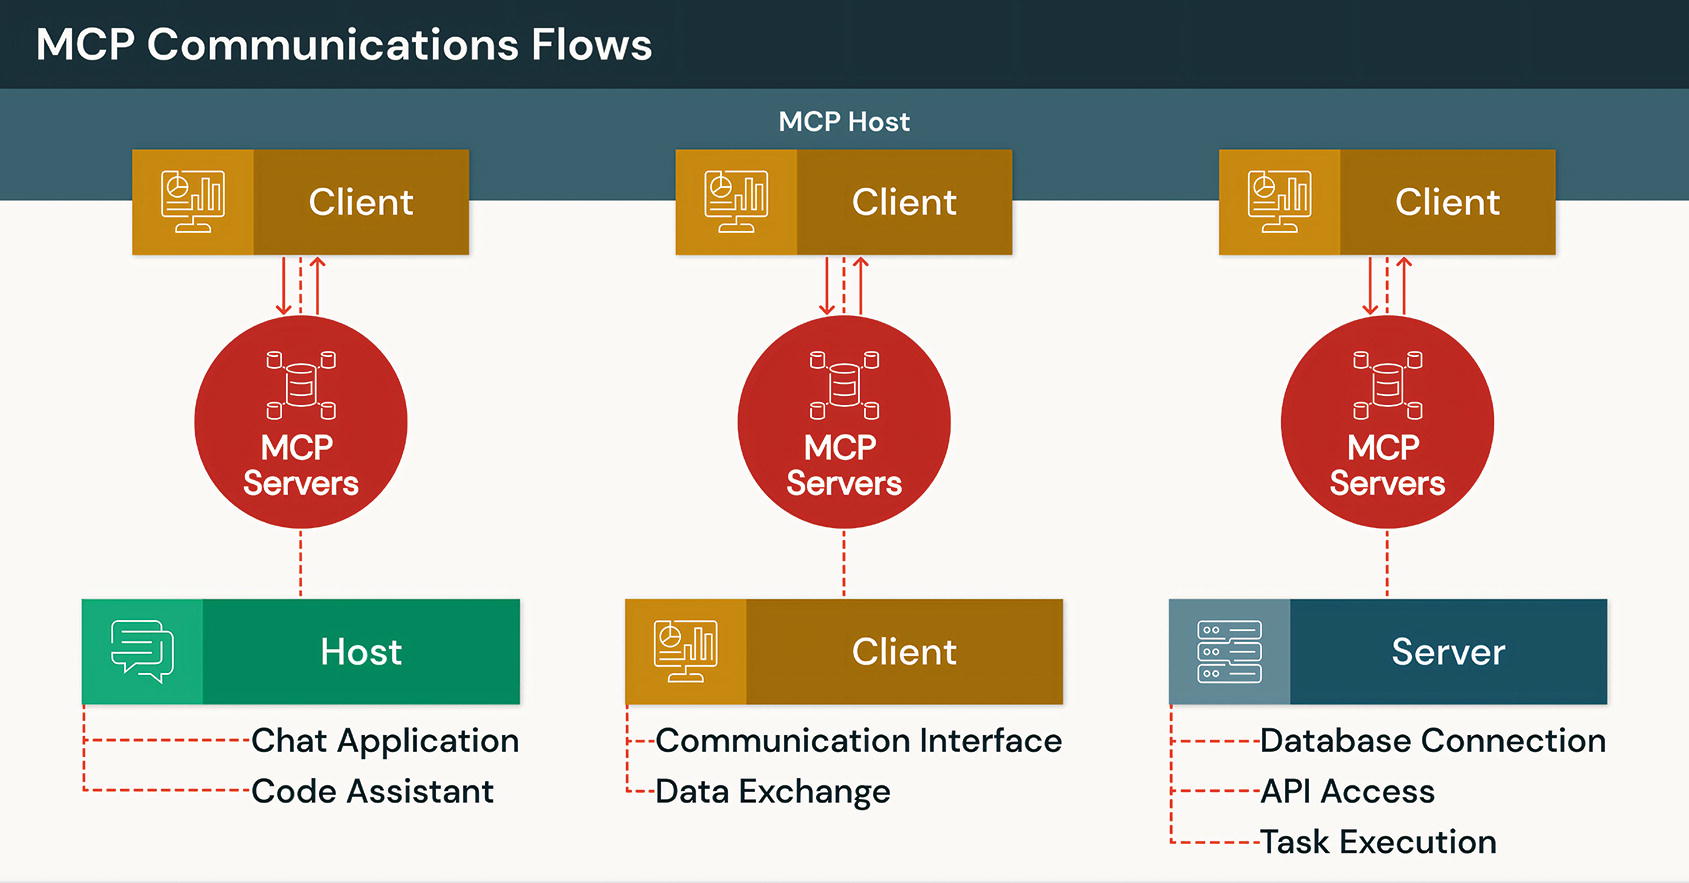 MCP Communications Flows
MCP Host
Client
Client
Client
MCP
Servers
MCP
Servers
MCP
Servers
Host
Chat Application
Code Assistant
Client
Communication Interface
Data Exchange
Server
Database Connection
API Access
Task Execution